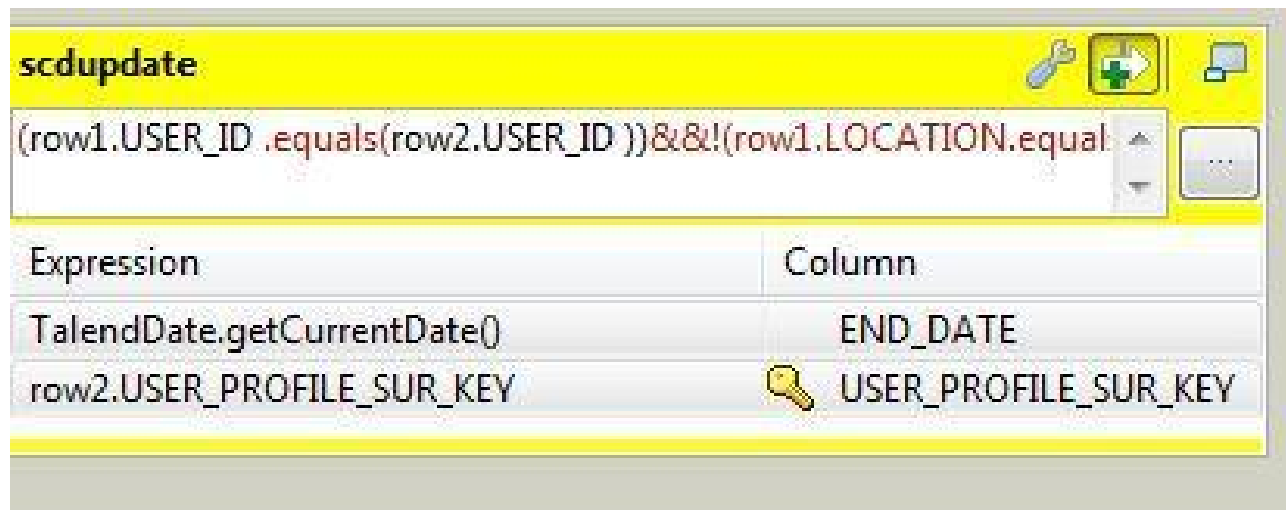 scdupdate
(row1.USER_ID .equals(row2.USER_ID ))&&!(row1.LOCATION.equal
...
Expression Column
TalendDate.getCurrentDate() END_DATE
row2.USER_PROFILE_SUR_KEY USER_PROFILE_SUR_KEY